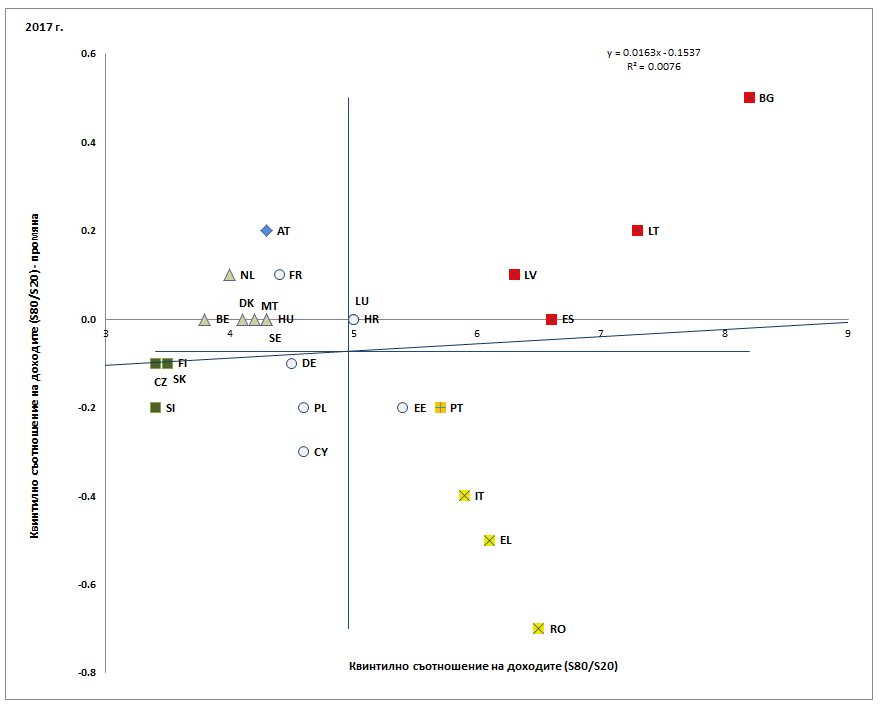 2017 г.
0.6
y = 0.0163x - 0.1537
R² = 0.0076
BG
0.4
0.2
AT
LT
NL
FR
LV
DK
MT
LU
0.0
BE
HU
HR
ES
3
4
5
6
7
8
9
SE
FI
DE
CZ
SK
-0.2
SI
PL
EE
PT
CY
-0.4
IT
EL
-0.6
RO
-0.8
Квинтилно съотношение на доходите (S80/S20) - промяна
Квинтилно съотношение на доходите (S80/S20)